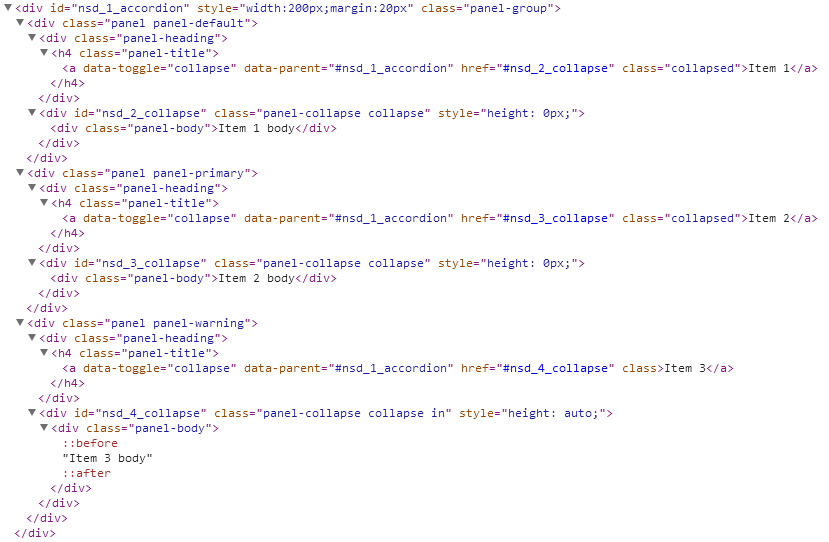 <div id="nsd_1_accordion" style="width:200px;margin:20px" class="panel-group">
<div class="panel panel-default">
<div class="panel-heading">
<h4 class="panel-title">
<a data-toggle="collapse" data-parent="#nsd_1_accordion" href="#nsd_2_collapse" class="collapsed">Item 1</a>
</h4>
</div>
<div id="nsd_2_collapse" class="panel-collapse collapse" style="height: 0px;">
<div class="panel-body">Item 1 body</div>
</div>
</div>
<div class="panel panel-primary">
<div class="panel-heading">
<h4 class="panel-title">
<a data-toggle="collapse" data-parent="#nsd_1_accordion" href="#nsd_3_collapse" class="collapsed">Item 2</a>
</h4>
</div>
<div id="nsd_3_collapse" class="panel-collapse collapse" style="height: 0px;">
<div class="panel-body">Item 2 body</div>
</div>
</div>
<div class="panel panel-warning">
<div class="panel-heading">
<h4 class="panel-title">
<a data-toggle="collapse" data-parent="#nsd_1_accordion" href="#nsd_4_collapse" class>Item 3</a>
</h4>
</div>
<div id="nsd_4_collapse" class="panel-collapse collapse in" style="height: auto;">
<div class="panel-body">
::before
"Item 3 body"
::after
</div>
</div>
</div>
</div>